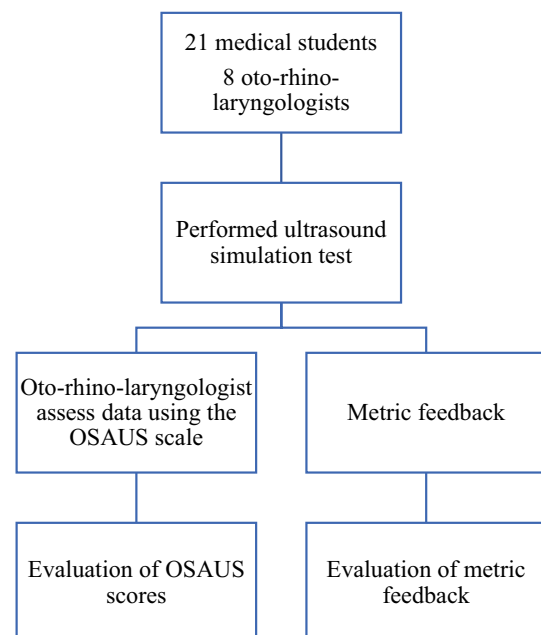 21 medical students
8 oto-rhino-
laryngologists
Performed ultrasound
simulation test
Oto-rhino-laryngologist
assess data using the
OSAUS scale
Metric feedback
Evaluation of OSAUS
scores
Evaluation of metric
feedback